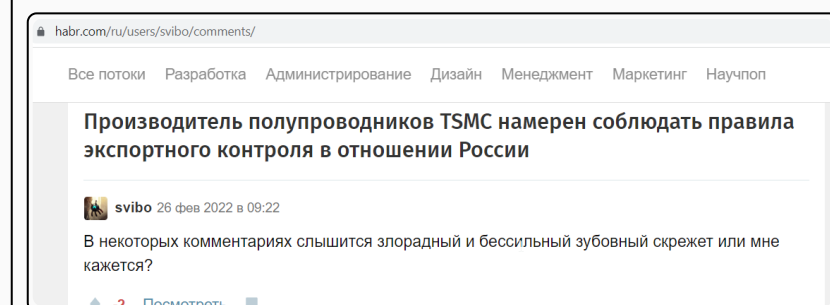 habr.com/ru/users/svibo/comments/
Все потоки Разработка Администрирование Дизайн Менеджмент Маркетинг Научпоп
Производитель полупроводников TSMC намерен соблюдать правила
экспортного контроля в отношении России
svibo 26 фев 2022 в 09:22
В некоторых комментариях слышится злорадный и бессильный зубовный скрежет или мне
кажется?
2 Посмотреть